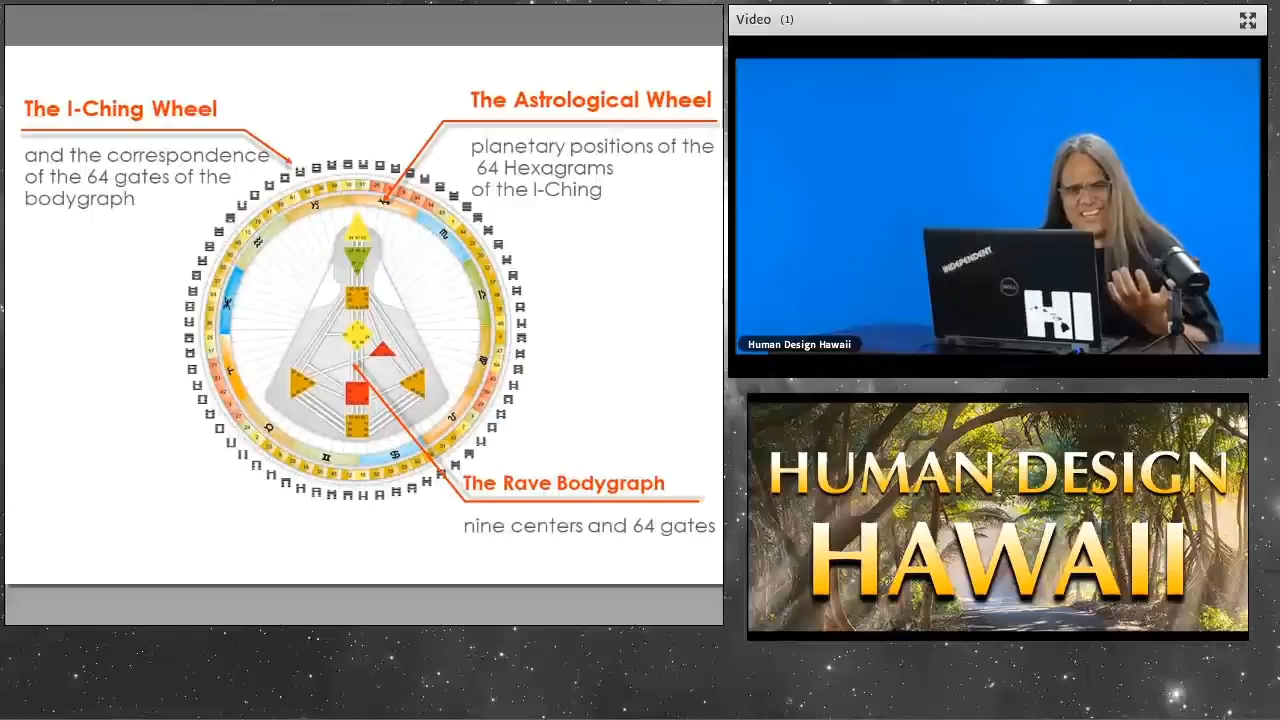 The I-Ching Wheel
and the correspondence
of the 64 gates of the
bodygraph
The Astrological Wheel
planetary positions of the
64 Hexagrams
of the I-Ching
The Rave Bodygraph
nine centers and 64 gates
Video (1)
INDEPENDENT
DELL
HI
Human Design Hawaii
HUMAN DESIGN
HAWAII